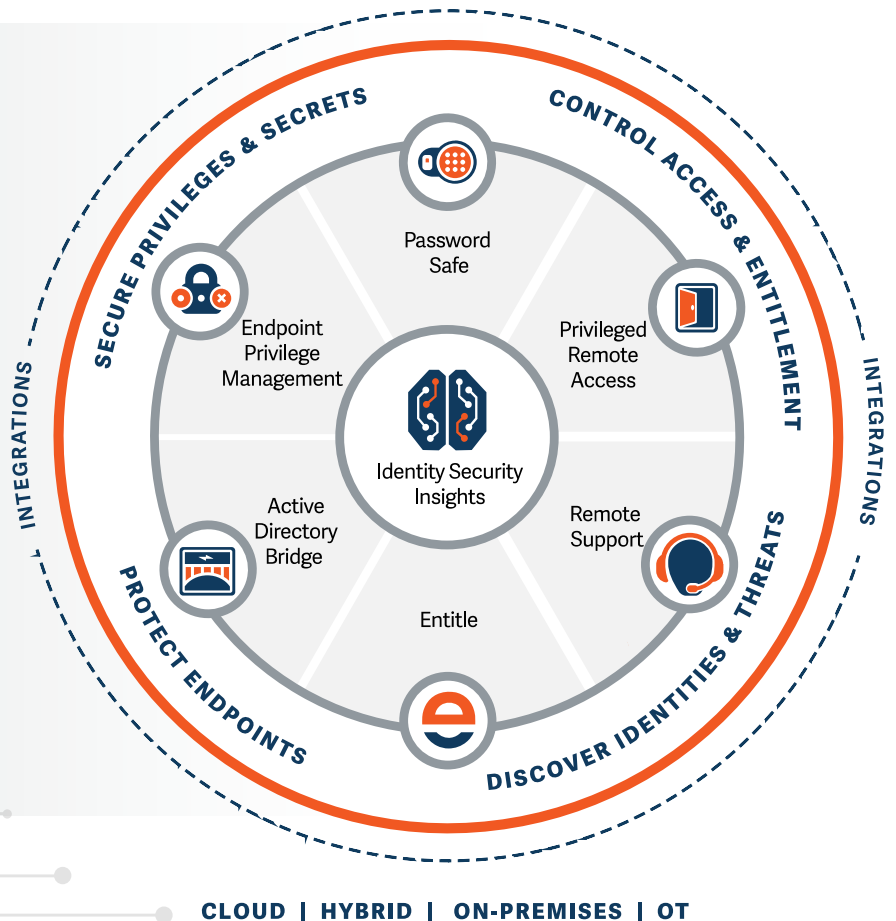 SECURE PRIVILEGES & SECRETS
CONTROL ACCESS & ENTITLEMENT
Password
Safe
Endpoint
Privilege
Management
Privileged
Remote
Access
INTEGRATIONS
INTEGRATIONS
Identity Security
Insights
Active
Directory
Bridge
Remote
Support
Entitle
PROTECT ENDPOINTS
DISCOVER IDENTITIES & THREATS
CLOUD | HYBRID | ON-PREMISES | OT